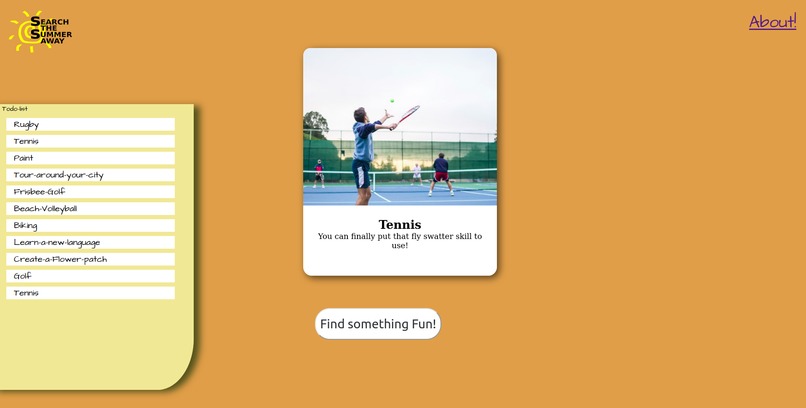 SEARCH
THE
SUMMER
AWAY
About!
Todo-list
Rugby
Tennis
Paint
Tour-around-your-city
Frisbee-Golf
Beach-Volleyball
Biking
Learn-a-new-language
Create-a-Flower-patch
Golf
Tennis
Tennis
You can finally put that fly swatter skill to
use!
Find something Fun!